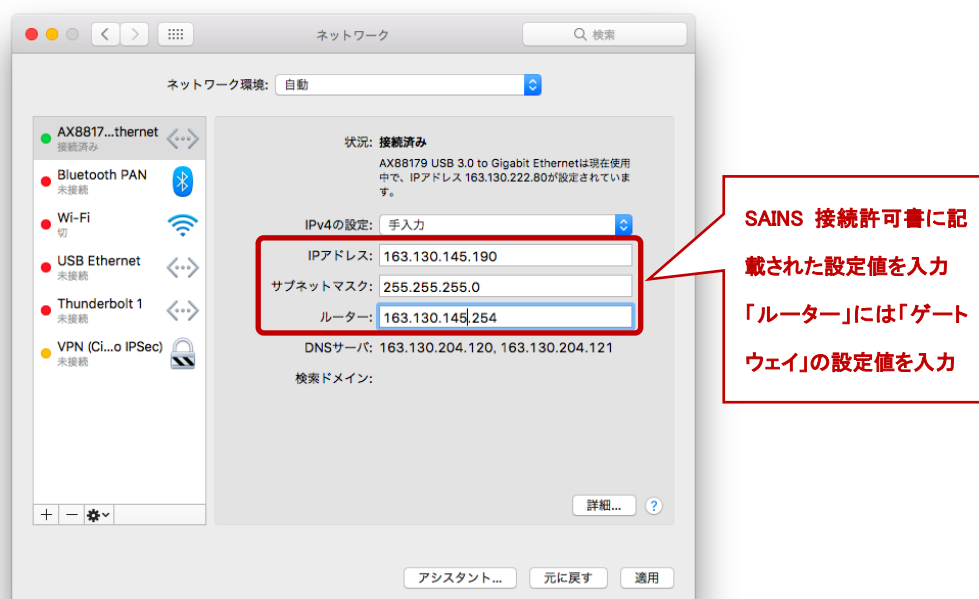 ネットワーク
検索
ネットワーク環境: 自動
AX8817...thernet
接続済み
Bluetooth PAN
未接続
Wi-Fi
切
USB Ethernet
未接続
Thunderbolt 1
未接続
VPN (Ci...o IPSec)
未接続
状況: 接続済み
AX88179 USB 3.0 to Gigabit Ethernetは現在使用
中で、IPアドレス 163.130.222.80が設定されていま
す。
IPv4の設定: 手入力
IPアドレス: 163.130.145.190
サブネットマスク: 255.255.255.0
ルーター: 163.130.145.254
DNSサーバ: 163.130.204.120, 163.130.204.121
検索ドメイン:
詳細... ?
アシスタント... 元に戻す 適用
SAINS 接続許可書に記
載された設定値を入力
「ルーター」には「ゲート
ウェイ」の設定値を入力